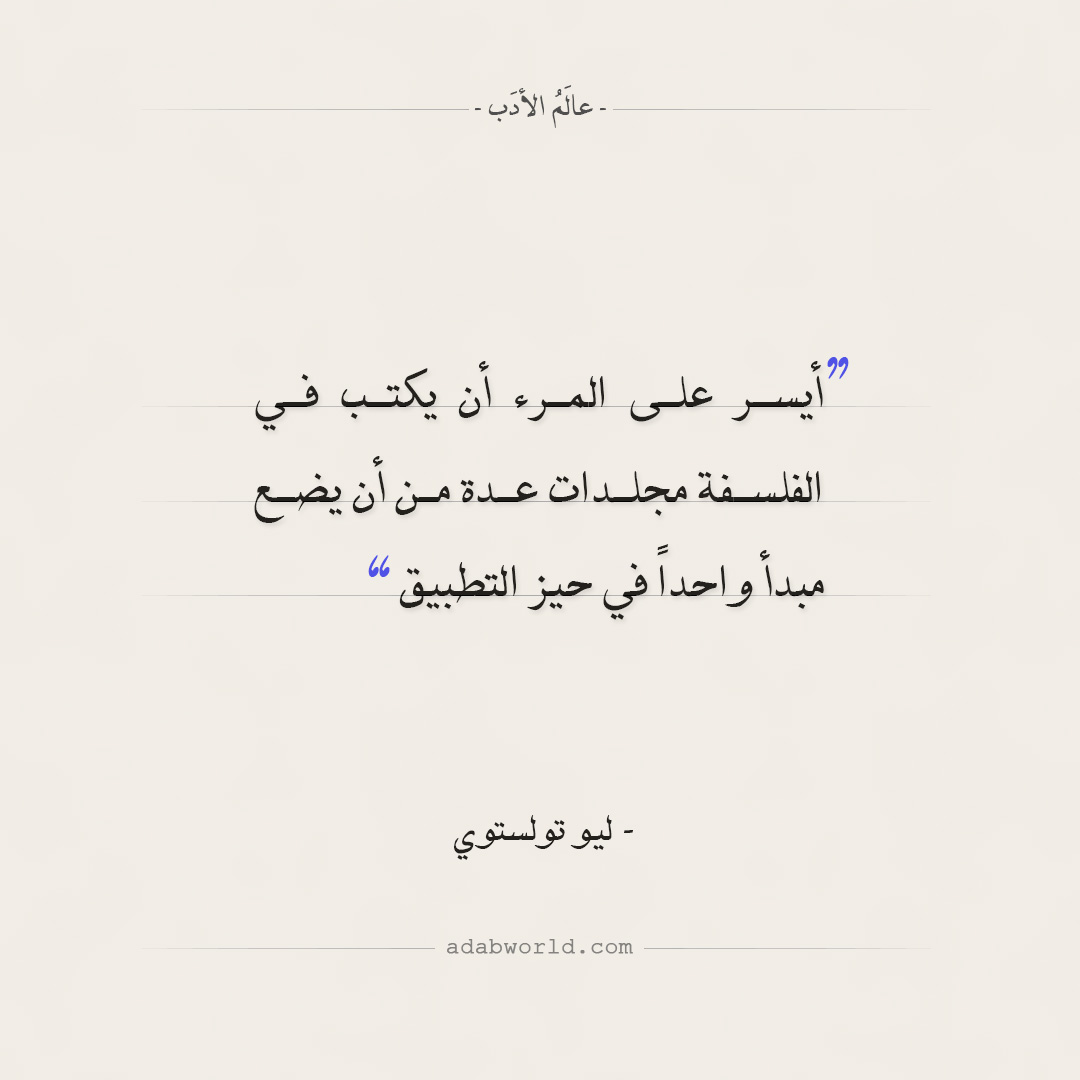 - عالَمُ الأدَب -
”أيسر على المرء أن يكتب في
الفلسفة مجلدات عدة من أن يضع
مبدأ واحداً في حيز التطبيق “
- ليو تولستوي
adabworld.com